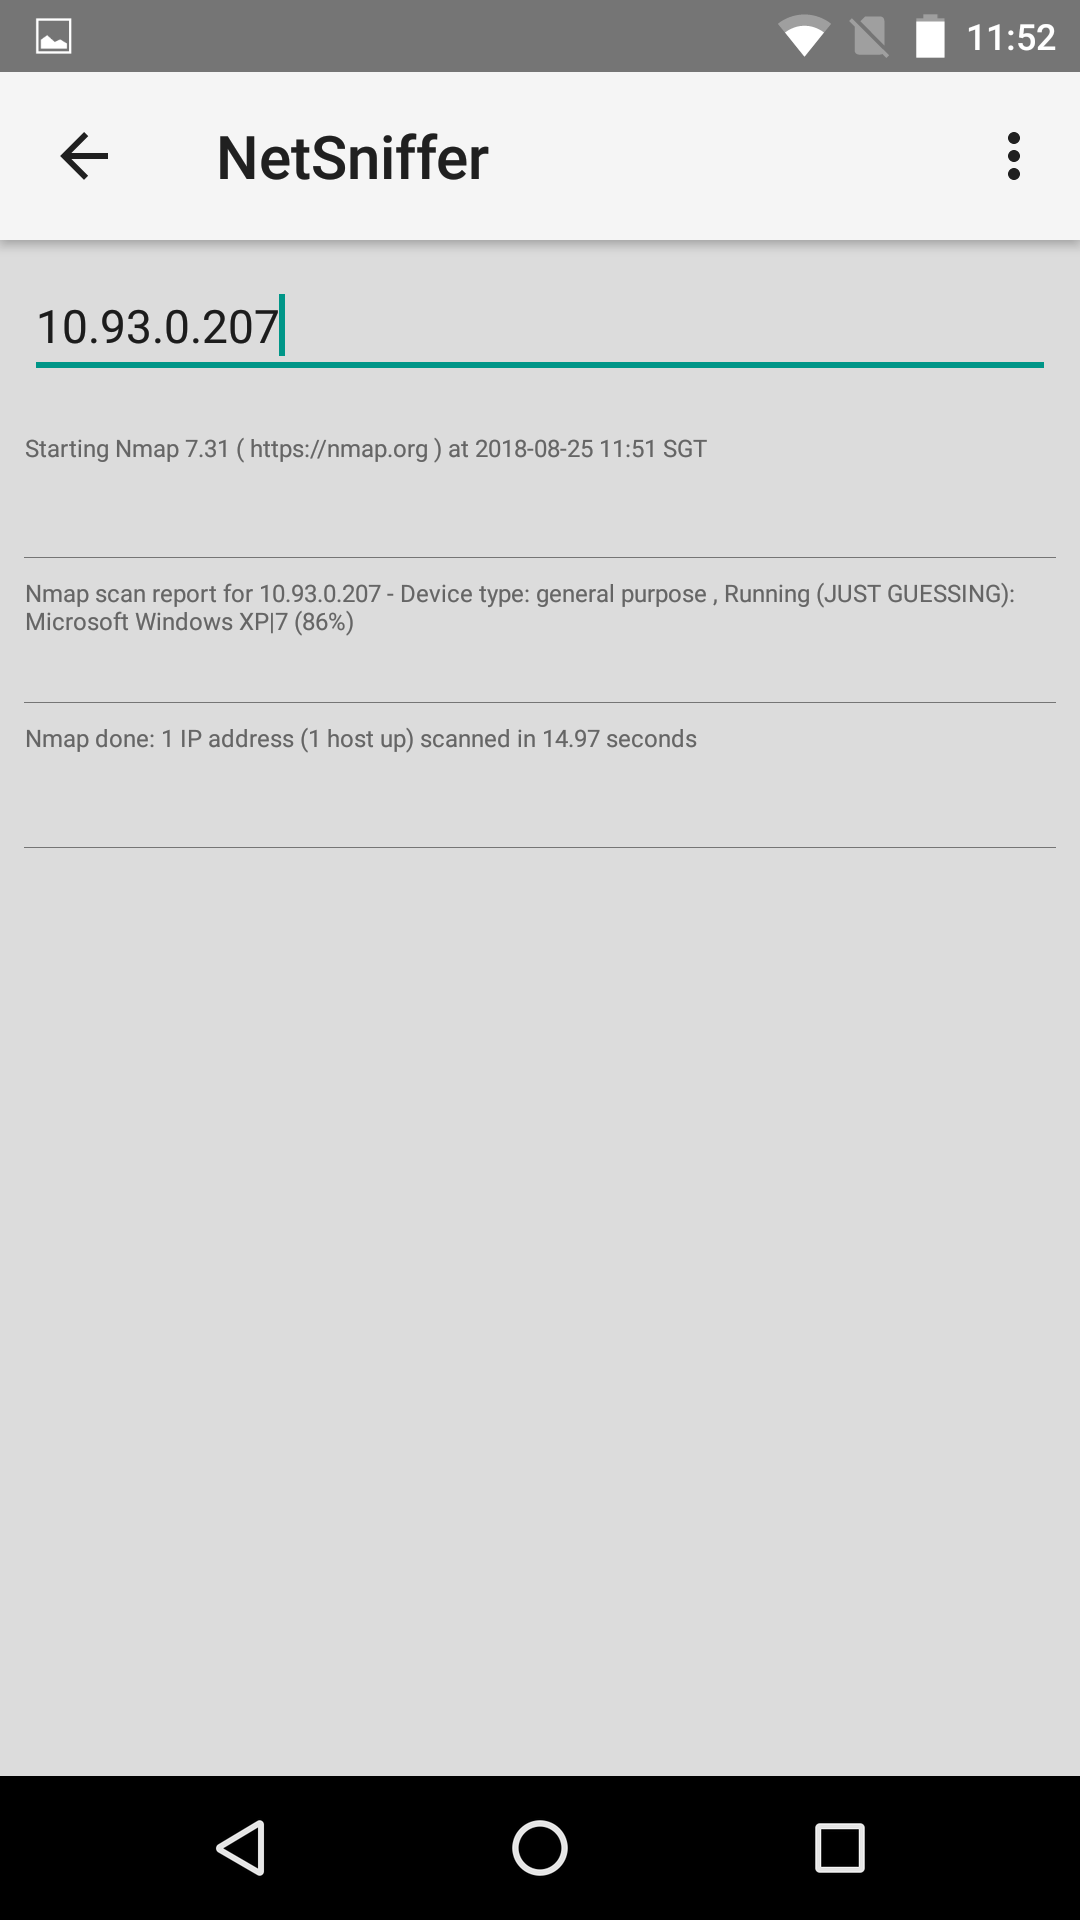 11:52
NetSniffer
10.93.0.207
Starting Nmap 7.31 ( https://nmap.org ) at 2018-08-25 11:51 SGT
Nmap scan report for 10.93.0.207 - Device type: general purpose , Running (JUST GUESSING):
Microsoft Windows XP|7 (86%)
Nmap done: 1 IP address (1 host up) scanned in 14.97 seconds